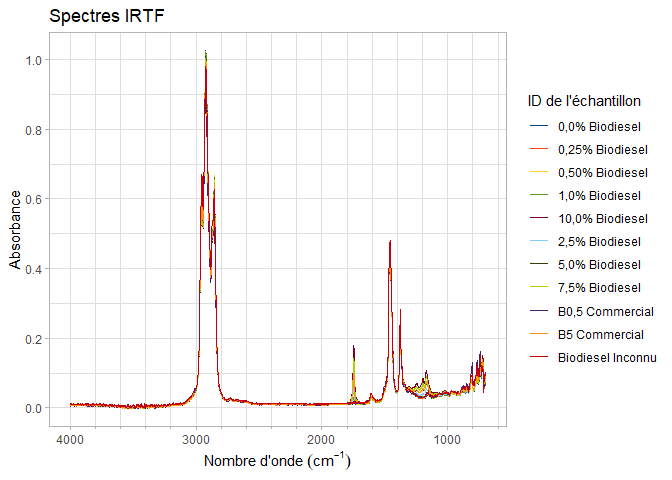 Spectres IRTF
1.0
0.8
0.6
0.4
0.2
0.0
Absorbance
4000 3000 2000 1000
Nombre d'onde (cm⁻¹)
ID de l'échantillon
0,0% Biodiesel
0,25% Biodiesel
0,50% Biodiesel
1,0% Biodiesel
10,0% Biodiesel
2,5% Biodiesel
5,0% Biodiesel
7,5% Biodiesel
B0,5 Commercial
B5 Commercial
Biodiesel Inconnu